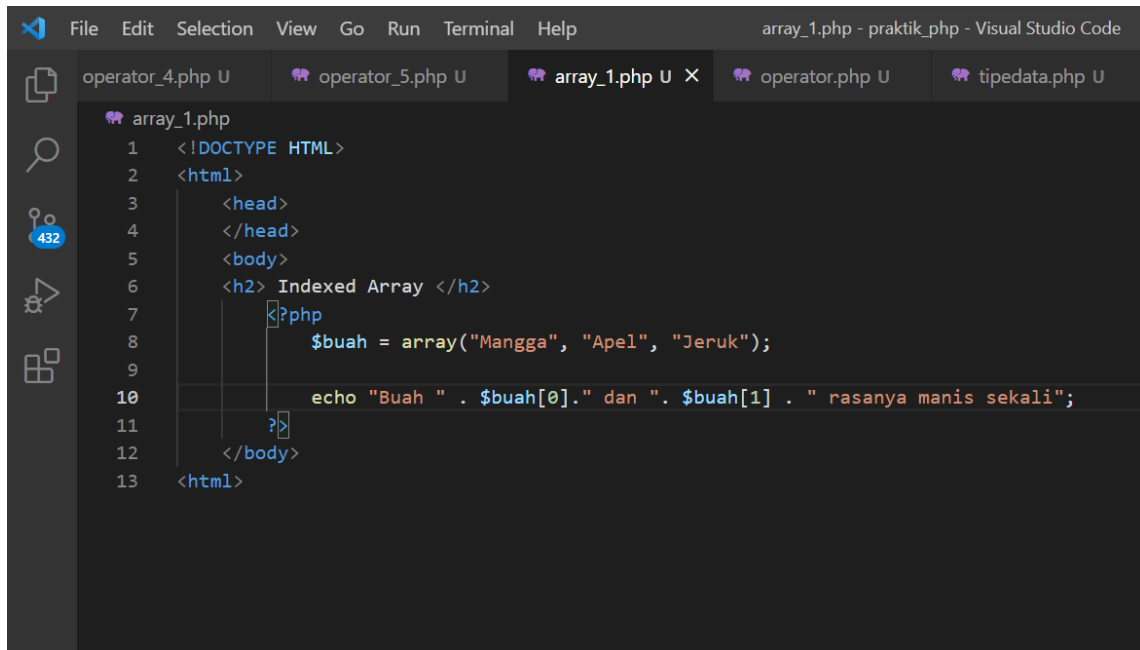 File Edit Selection View Go Run Terminal Help array_1.php - praktik_php - Visual Studio Code
operator_4.php U operator_5.php U array_1.php U × operator.php U tipedata.php U
array_1.php
1 <!DOCTYPE HTML>
2 <html>
3 <head>
4 </head>
5 <body>
6 <h2> Indexed Array </h2>
7 <?php
8 $buah = array("Mangga", "Apel", "Jeruk");
9
10 echo "Buah " . $buah[0]." dan ". $buah[1] . " rasanya manis sekali";
11 ?>
12 </body>
13 <html>
432